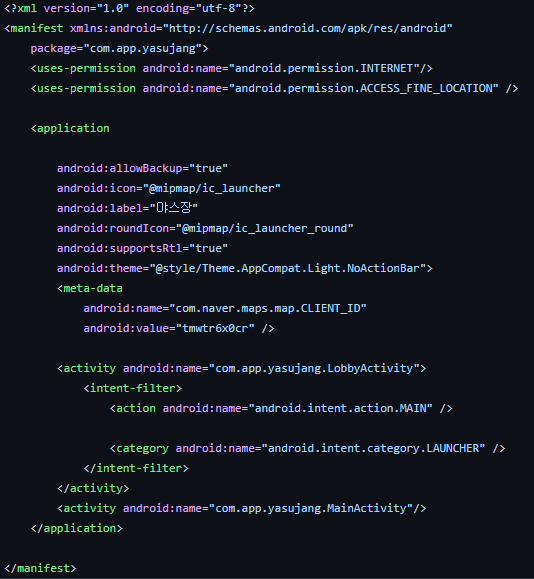 <?xml version="1.0" encoding="utf-8"?>
<manifest xmlns:android="http://schemas.android.com/apk/res/android"
package="com.app.yasujang">
<uses-permission android:name="android.permission.INTERNET"/>
<uses-permission android:name="android.permission.ACCESS_FINE_LOCATION" />
<application
android:allowBackup="true"
android:icon="@mipmap/ic_launcher"
android:label="야스장"
android:roundIcon="@mipmap/ic_launcher_round"
android:supportsRtl="true"
android:theme="@style/Theme.AppCompat.Light.NoActionBar">
<meta-data
android:name="com.naver.maps.map.CLIENT_ID"
android:value="tmwtr6x0cr" />
<activity android:name="com.app.yasujang.LobbyActivity">
<intent-filter>
<action android:name="android.intent.action.MAIN" />
<category android:name="android.intent.category.LAUNCHER" />
</intent-filter>
</activity>
<activity android:name="com.app.yasujang.MainActivity"/>
</application>
</manifest>